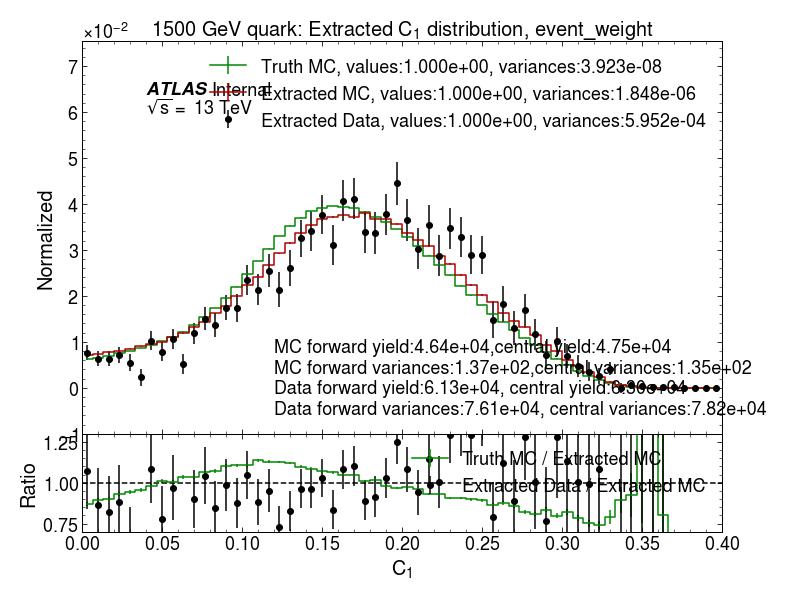 ×10⁻² 1500 GeV quark: Extracted C₁ distribution, event_weight
7
6
5
4
3
2
1
0
1
Normalized
Truth MC, values:1.000e+00, variances:3.923e-08
ATLAS Internal
Extracted MC, values:1.000e+00, variances:1.848e-06
√s = 13 TeV
Extracted Data, values:1.000e+00, variances:5.952e-04
MC forward yield:4.64e+04,central yield:4.75e+04
MC forward variances:1.37e+02,central variances:1.35e+02
Data forward yield:6.13e+04, central
Data forward variances:7.61e+04, central variances:7.82e+04
1.25
1.00
0.75
Ratio
Truth MC / Extracted MC
Extracted Data / Extracted MC
0.00 0.05 0.10 0.15 0.20 0.25 0.30 0.35 0.40
C₁